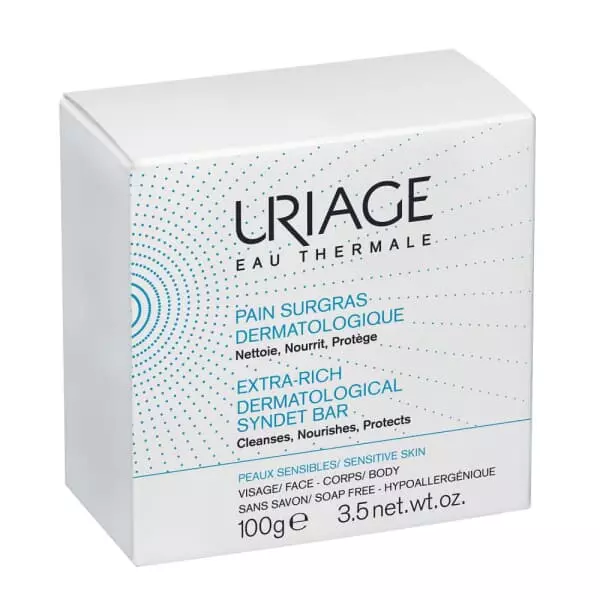 URIAGE
EAU THERMALE
PAIN SURGRAS
DERMATOLOGIQUE
Nettoie, Nourrit, Protège
EXTRA-RICH
DERMATOLOGICAL
SYNDET BAR
Cleanses, Nourishes, Protects
PEAUX SENSIBLES/ SENSITIVE SKIN
VISAGE/ FACE - CORPS/ BODY
SANS SAVON/ SOAP FREE - HYPOALLERGÉNIQUE
100g e 3.5 net.wt.oz.